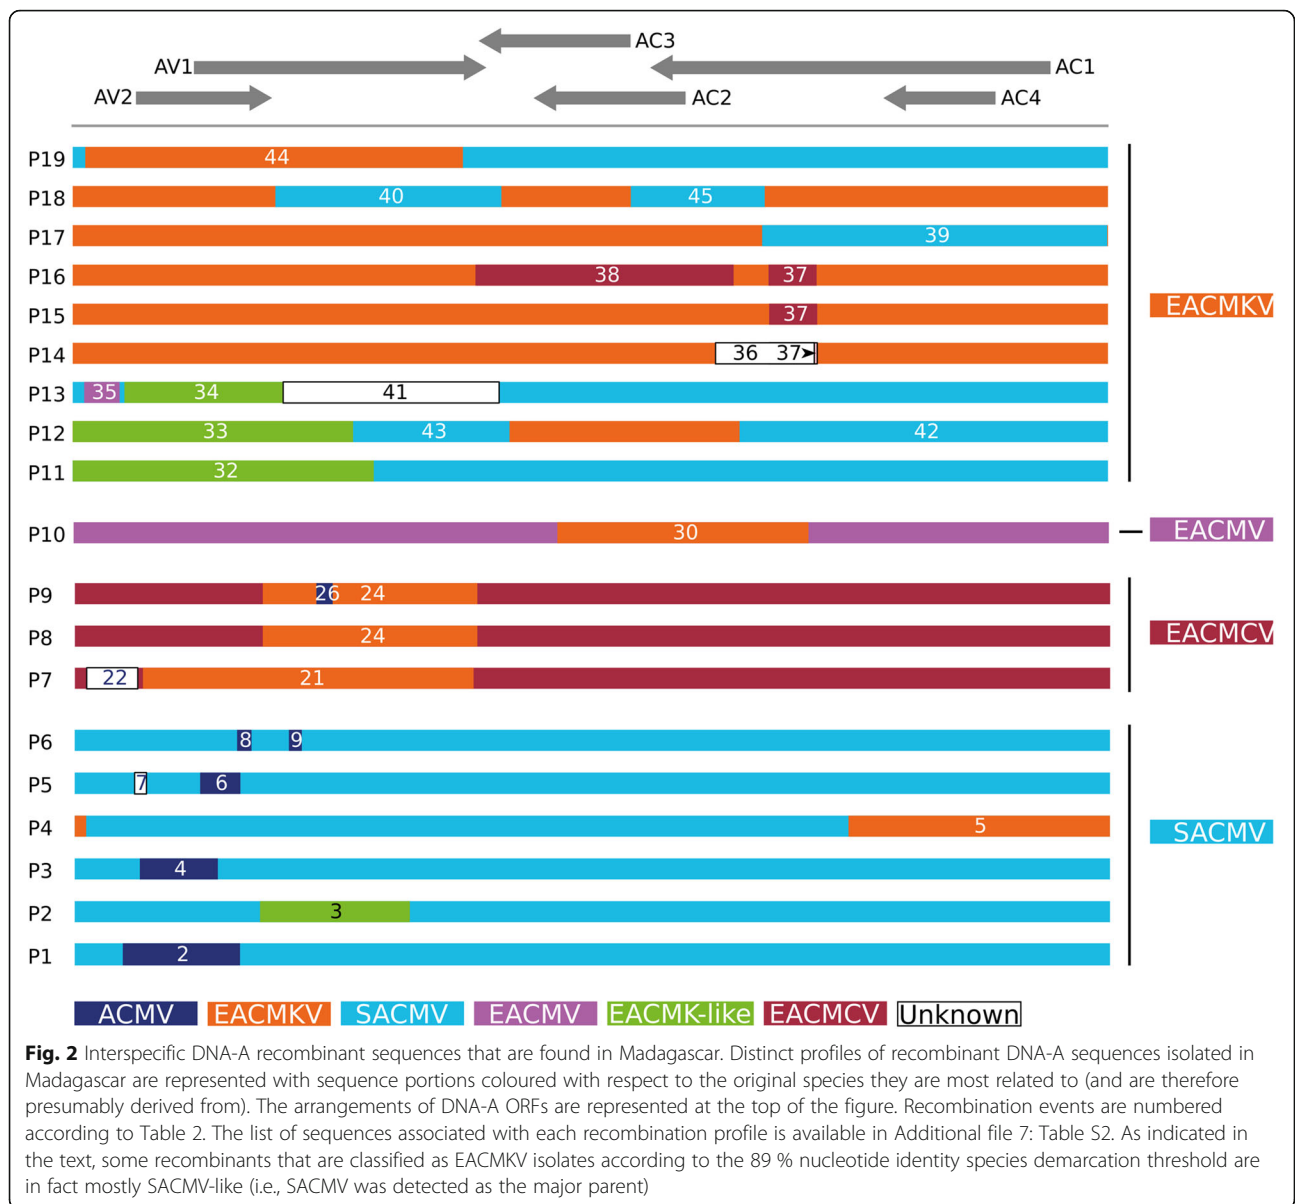 AC3
AV1 AC1
AV2 AC2 AC4
P19 44
P18 40 45
P17 39
P16 38 37
EACMKV
P15 37
P14 36 37
P13 35 34 41
P12 33 43 42
P11 32
P10 30 EACMV
P9 26 24
P8 24 EACMCV
P7 22 21
P6 8 9
P5 7 6
P4 5 SACMV
P3 4
P2 3
P1 2
ACMV EACMKV SACMV EACMV EACMK-like EACMCV Unknown
Fig. 2 Interspecific DNA-A recombinant sequences that are found in Madagascar. Distinct profiles of recombinant DNA-A sequences isolated in
Madagascar are represented with sequence portions coloured with respect to the original species they are most related to (and are therefore
presumably derived from). The arrangements of DNA-A ORFs are represented at the top of the figure. Recombination events are numbered
according to Table 2. The list of sequences associated with each recombination profile is available in Additional file 7: Table S2. As indicated in
the text, some recombinants that are classified as EACMKV isolates according to the 89 % nucleotide identity species demarcation threshold are
in fact mostly SACMV-like (i.e., SACMV was detected as the major parent)